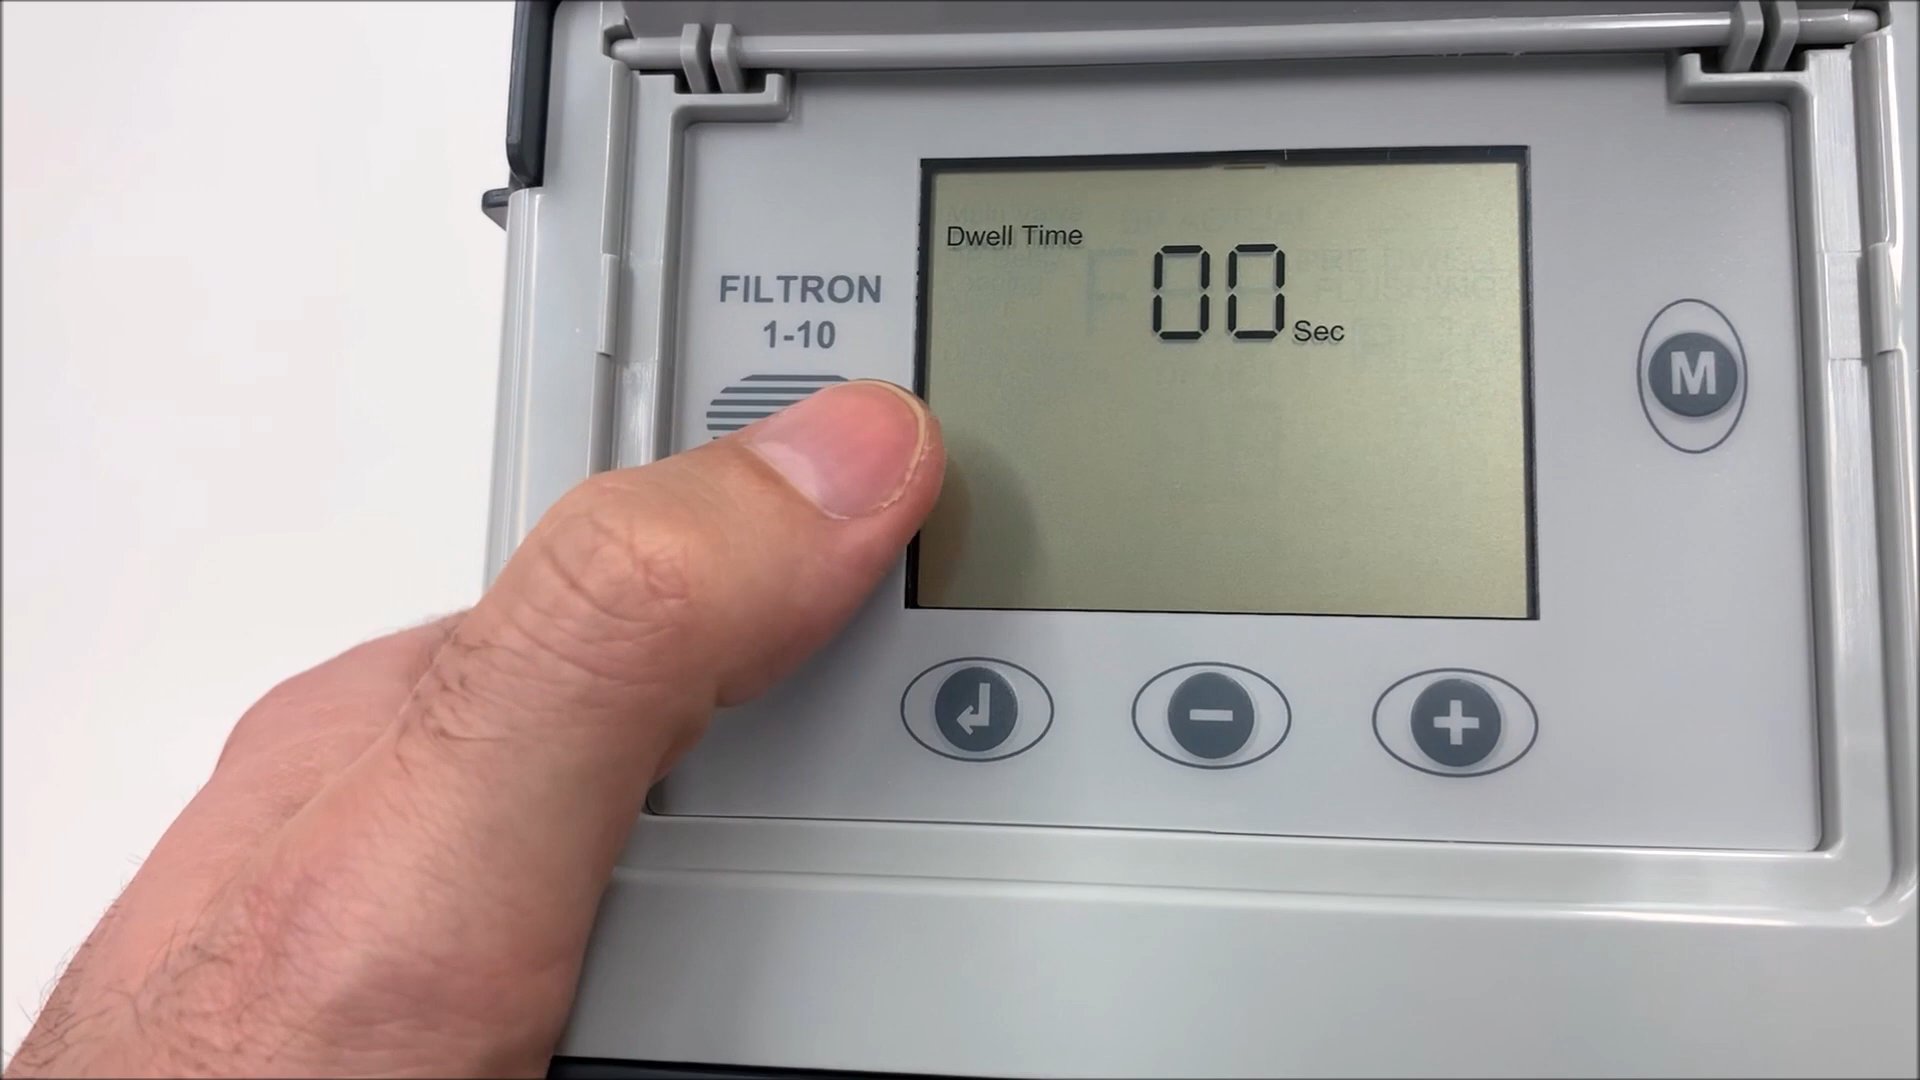 FILTRON
1-10
Dwell Time
00 Sec
M